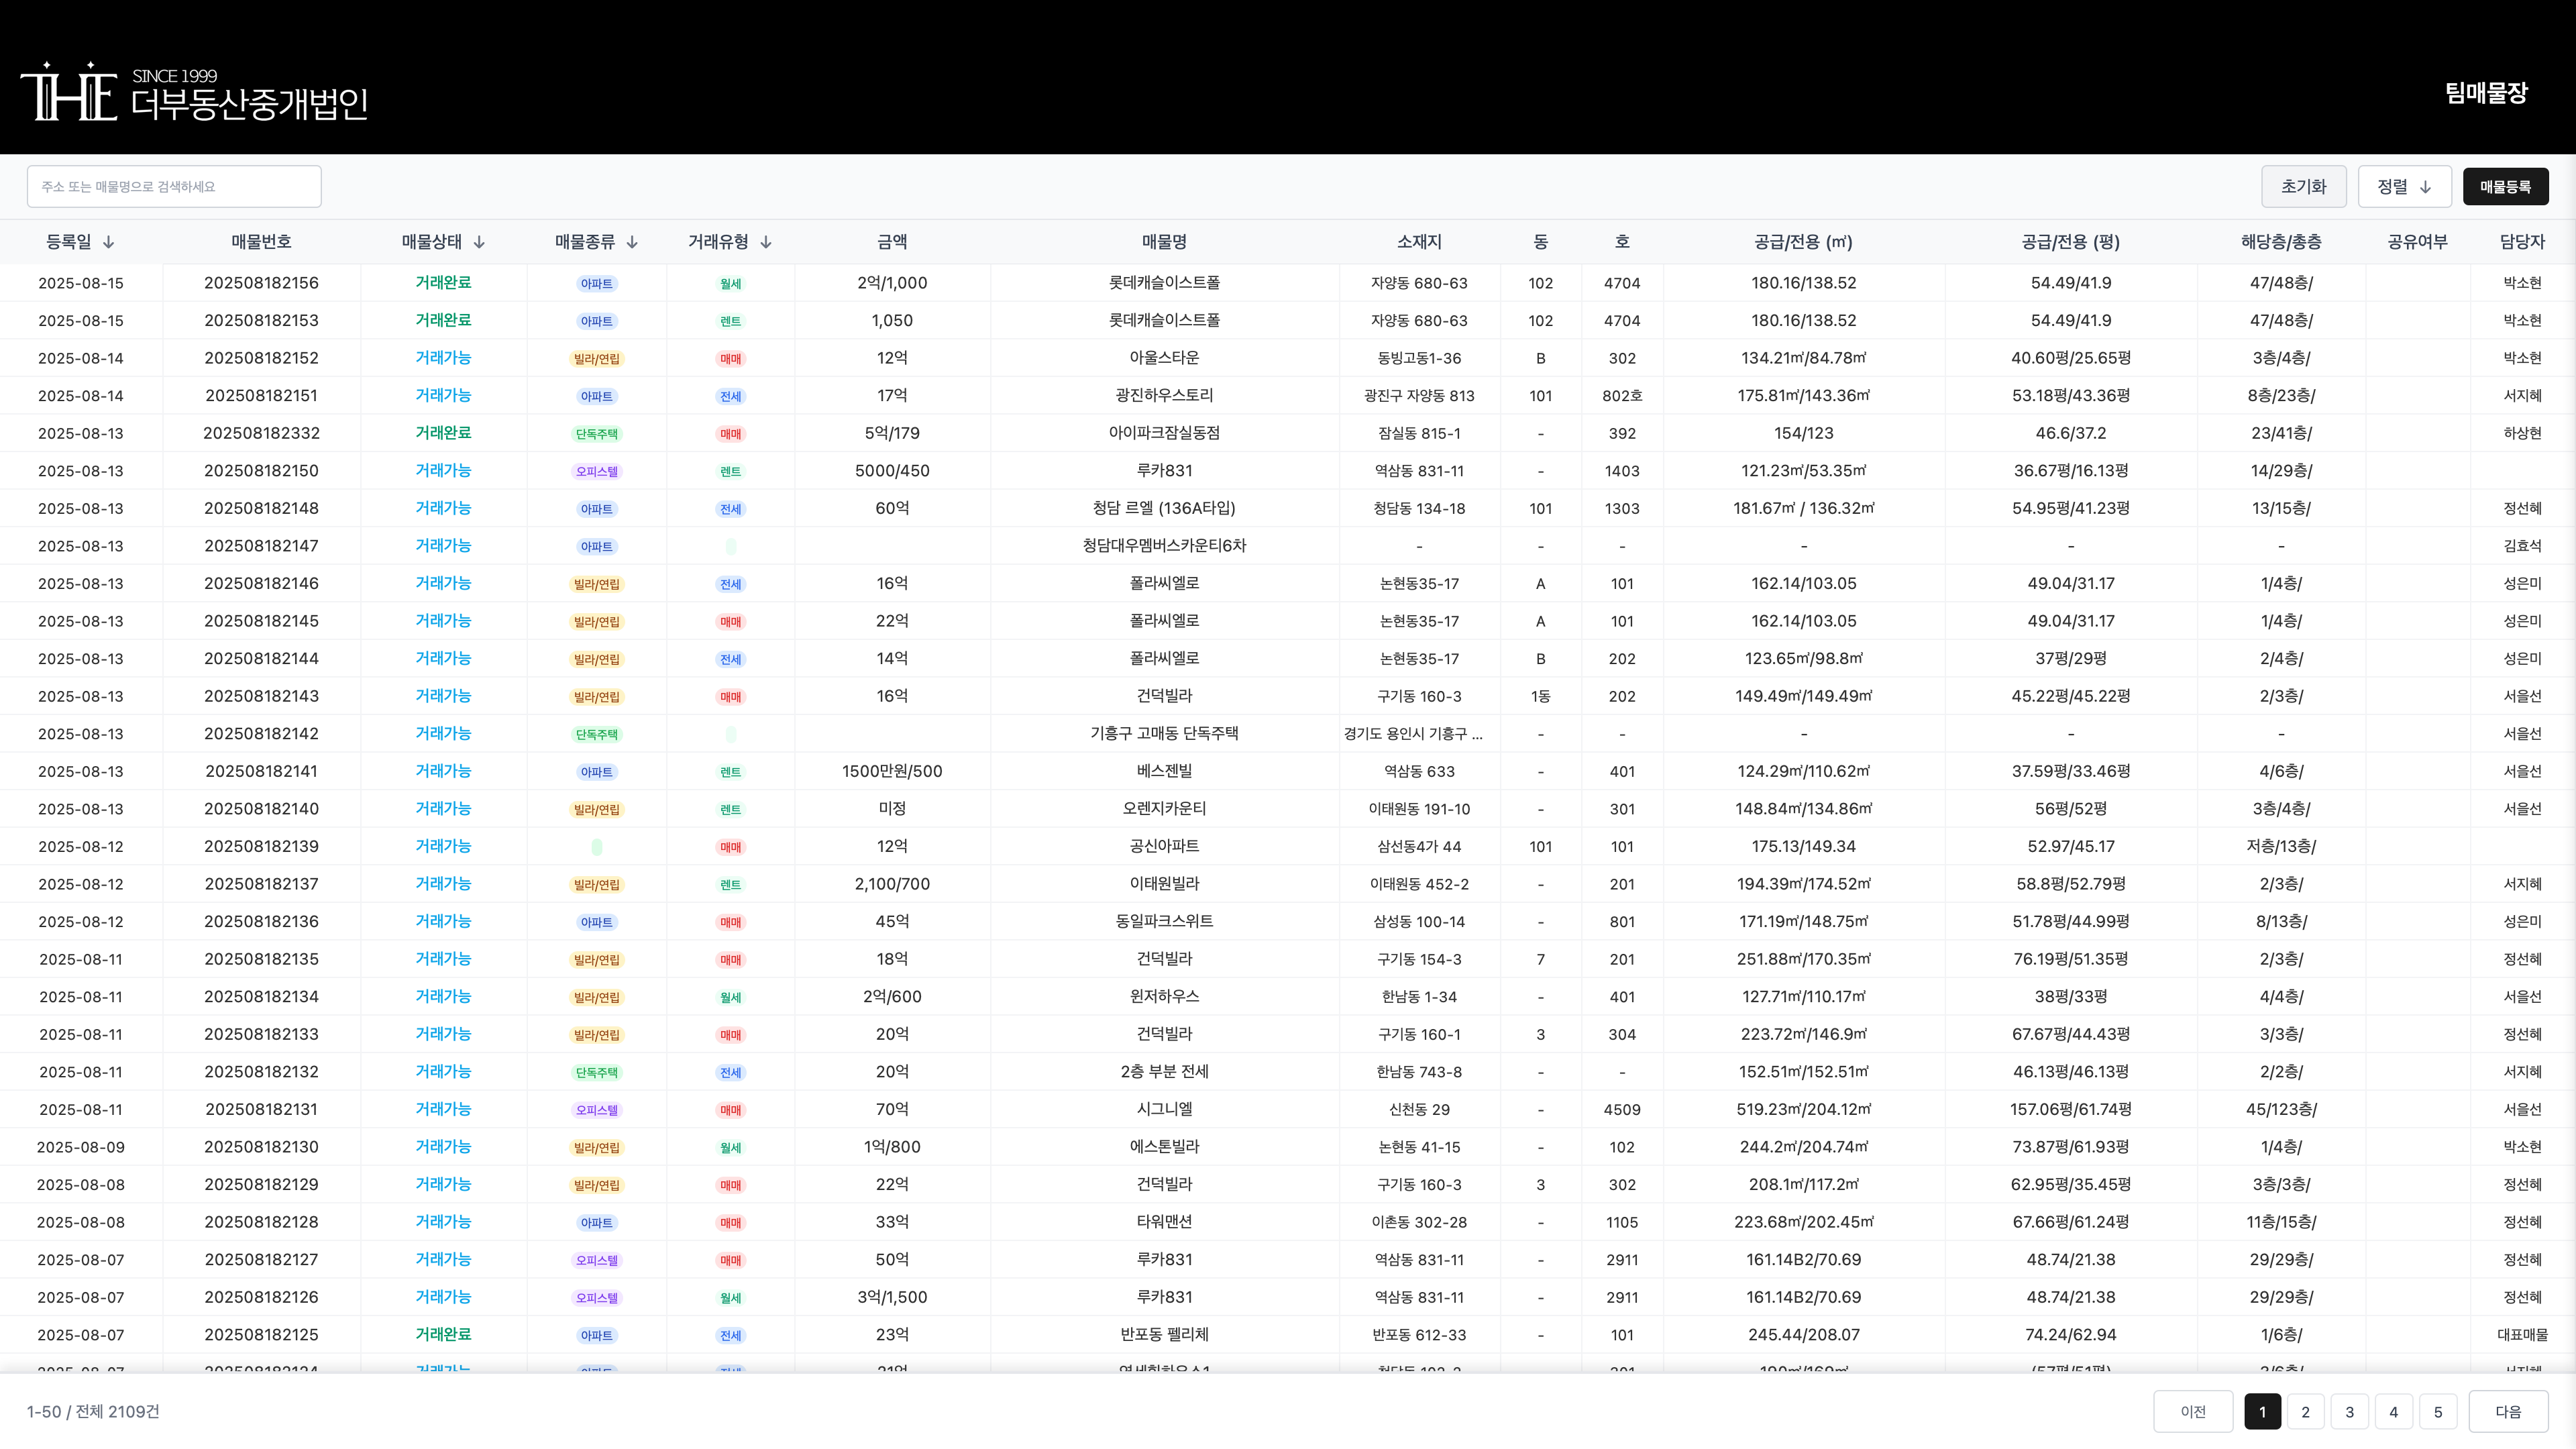 THE SINCE 1999
더부동산중개법인
팀매물장
주소 또는 매물명으로 검색하세요 초기화 정렬 ↓ 매물등록
등록일 ↓ 매물번호 매물상태 ↓ 매물종류 ↓ 거래유형 ↓ 금액 매물명 소재지 동 호 공급/전용 (㎡) 공급/전용 (평) 해당층/총층 공유여부 담당자
2025-08-15 202508182156 거래완료 아파트 월세 2억/1,000 롯데캐슬이스트폴 자양동 680-63 102 4704 180.16/138.52 54.49/41.9 47/48층/ 박소현
2025-08-15 202508182153 거래완료 아파트 렌트 1,050 롯데캐슬이스트폴 자양동 680-63 102 4704 180.16/138.52 54.49/41.9 47/48층/ 박소현
2025-08-14 202508182152 거래가능 빌라/연립 매매 12억 아울스타운 동빙고동1-36 B 302 134.21㎡/84.78㎡ 40.60평/25.65평 3층/4층/ 박소현
2025-08-14 202508182151 거래가능 아파트 전세 17억 광진하우스토리 광진구 자양동 813 101 802호 175.81㎡/143.36㎡ 53.18평/43.36평 8층/23층/ 서지혜
2025-08-13 202508182332 거래완료 단독주택 매매 5억/179 아이파크잠실동점 잠실동 815-1 - 392 154/123 46.6/37.2 23/41층/ 하상현
2025-08-13 202508182150 거래가능 오피스텔 렌트 5000/450 루카831 역삼동 831-11 - 1403 121.23㎡/53.35㎡ 36.67평/16.13평 14/29층/
2025-08-13 202508182148 거래가능 아파트 전세 60억 청담 르엘 (136A타입) 청담동 134-18 101 1303 181.67㎡ / 136.32㎡ 54.95평/41.23평 13/15층/ 정선혜
2025-08-13 202508182147 거래가능 아파트 청담대우멤버스카운티6차 - - - - - - 김효석
2025-08-13 202508182146 거래가능 빌라/연립 전세 16억 폴라씨엘로 논현동35-17 A 101 162.14/103.05 49.04/31.17 1/4층/ 성은미
2025-08-13 202508182145 거래가능 빌라/연립 매매 22억 폴라씨엘로 논현동35-17 A 101 162.14/103.05 49.04/31.17 1/4층/ 성은미
2025-08-13 202508182144 거래가능 빌라/연립 전세 14억 폴라씨엘로 논현동35-17 B 202 123.65㎡/98.8㎡ 37평/29평 2/4층/ 성은미
2025-08-13 202508182143 거래가능 빌라/연립 매매 16억 건덕빌라 구기동 160-3 1동 202 149.49㎡/149.49㎡ 45.22평/45.22평 2/3층/ 서을선
2025-08-13 202508182142 거래가능 단독주택 기흥구 고매동 단독주택 경기도 용인시 기흥구 ... - - - - - 서을선
2025-08-13 202508182141 거래가능 아파트 렌트 1500만원/500 베스젠빌 역삼동 633 - 401 124.29㎡/110.62㎡ 37.59평/33.46평 4/6층/ 서을선
2025-08-13 202508182140 거래가능 빌라/연립 렌트 미정 오렌지카운티 이태원동 191-10 - 301 148.84㎡/134.86㎡ 56평/52평 3층/4층/ 서을선
2025-08-12 202508182139 거래가능 매매 12억 공신아파트 삼선동4가 44 101 101 175.13/149.34 52.97/45.17 저층/13층/
2025-08-12 202508182137 거래가능 빌라/연립 렌트 2,100/700 이태원빌라 이태원동 452-2 - 201 194.39㎡/174.52㎡ 58.8평/52.79평 2/3층/ 서지혜
2025-08-12 202508182136 거래가능 아파트 매매 45억 동일파크스위트 삼성동 100-14 - 801 171.19㎡/148.75㎡ 51.78평/44.99평 8/13층/ 성은미
2025-08-11 202508182135 거래가능 빌라/연립 매매 18억 건덕빌라 구기동 154-3 7 201 251.88㎡/170.35㎡ 76.19평/51.35평 2/3층/ 정선혜
2025-08-11 202508182134 거래가능 빌라/연립 월세 2억/600 윈저하우스 한남동 1-34 - 401 127.71㎡/110.17㎡ 38평/33평 4/4층/ 서을선
2025-08-11 202508182133 거래가능 빌라/연립 매매 20억 건덕빌라 구기동 160-1 3 304 223.72㎡/146.9㎡ 67.67평/44.43평 3/3층/ 정선혜
2025-08-11 202508182132 거래가능 단독주택 전세 20억 2층 부분 전세 한남동 743-8 - - 152.51㎡/152.51㎡ 46.13평/46.13평 2/2층/ 서지혜
2025-08-11 202508182131 거래가능 오피스텔 매매 70억 시그니엘 신천동 29 - 4509 519.23㎡/204.12㎡ 157.06평/61.74평 45/123층/ 서을선
2025-08-09 202508182130 거래가능 빌라/연립 월세 1억/800 에스톤빌라 논현동 41-15 - 102 244.2㎡/204.74㎡ 73.87평/61.93평 1/4층/ 박소현
2025-08-08 202508182129 거래가능 빌라/연립 매매 22억 건덕빌라 구기동 160-3 3 302 208.1㎡/117.2㎡ 62.95평/35.45평 3층/3층/ 정선혜
2025-08-08 202508182128 거래가능 아파트 매매 33억 타워맨션 이촌동 302-28 - 1105 223.68㎡/202.45㎡ 67.66평/61.24평 11층/15층/ 정선혜
2025-08-07 202508182127 거래가능 오피스텔 매매 50억 루카831 역삼동 831-11 - 2911 161.14B2/70.69 48.74/21.38 29/29층/ 정선혜
2025-08-07 202508182126 거래가능 오피스텔 월세 3억/1,500 루카831 역삼동 831-11 - 2911 161.14B2/70.69 48.74/21.38 29/29층/ 정선혜
2025-08-07 202508182125 거래완료 아파트 전세 23억 반포동 펠리체 반포동 612-33 - 101 245.44/208.07 74.24/62.94 1/6층/ 대표매물
1-50 / 전체 2109건 이전 1 2 3 4 5 다음